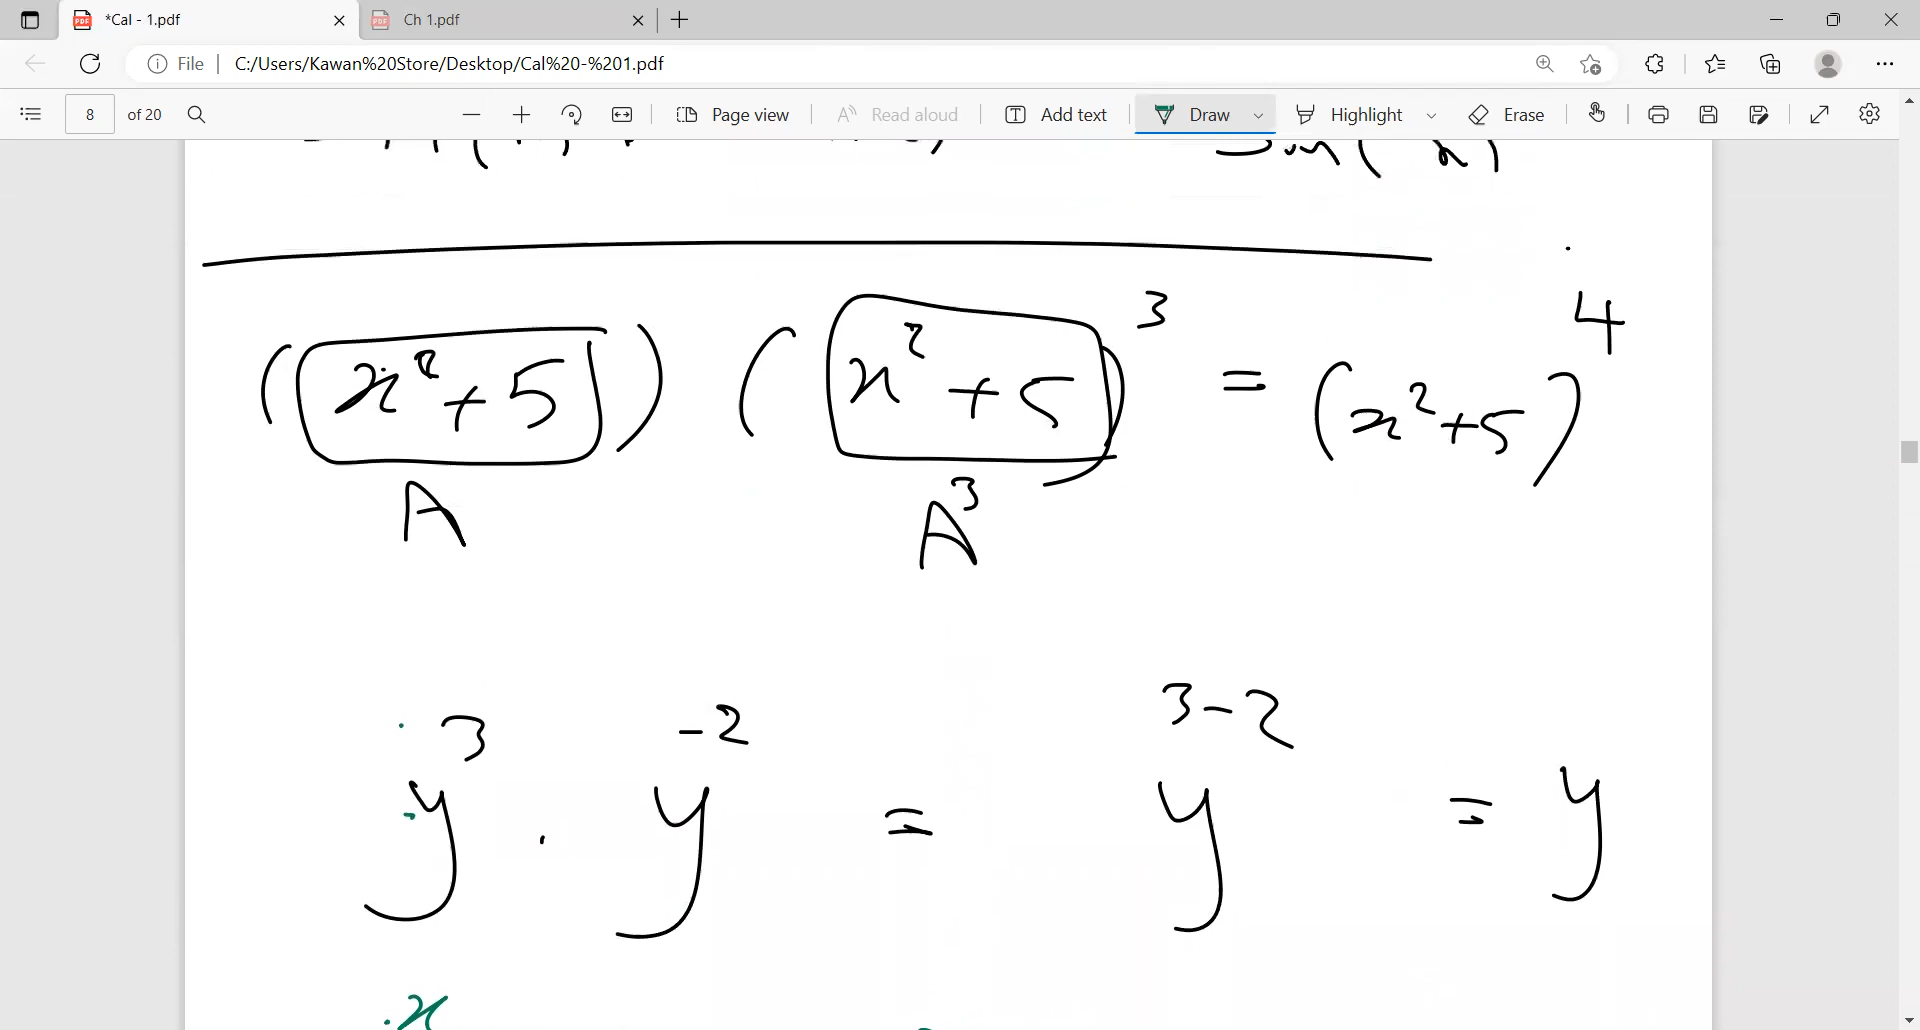 *Cal - 1.pdf
Ch 1.pdf
File
C:/Users/Kawan%20Store/Desktop/Cal%20-%201.pdf
8 of 20
Page view
Read aloud
Add text
Draw
Highlight
Erase
(x² + 5) (x² + 5)³ = (x² + 5)⁴
A A³
y³ · y⁻² = y³⁻² = y
x